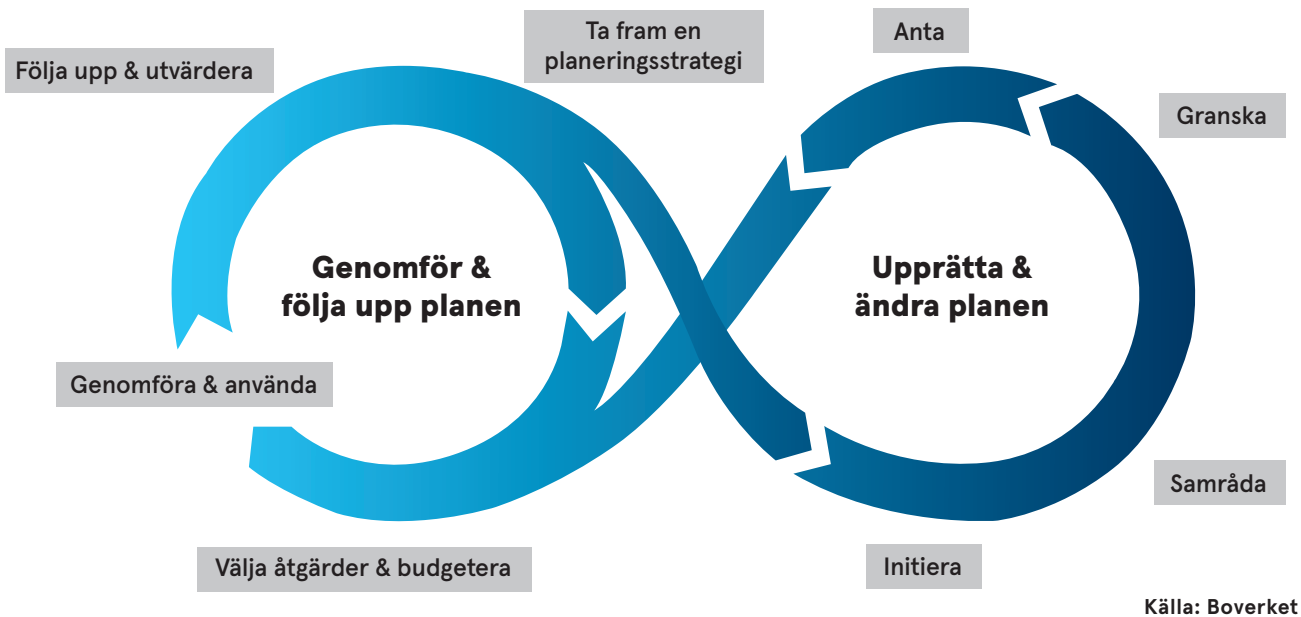 Ta fram en
planeringsstrategi
Anta
Följa upp & utvärdera
Granska
Genomför &
följa upp planen
Upprätta &
ändra planen
Genomföra & använda
Samråda
Välja åtgärder & budgetera
Initiera
Källa: Boverket